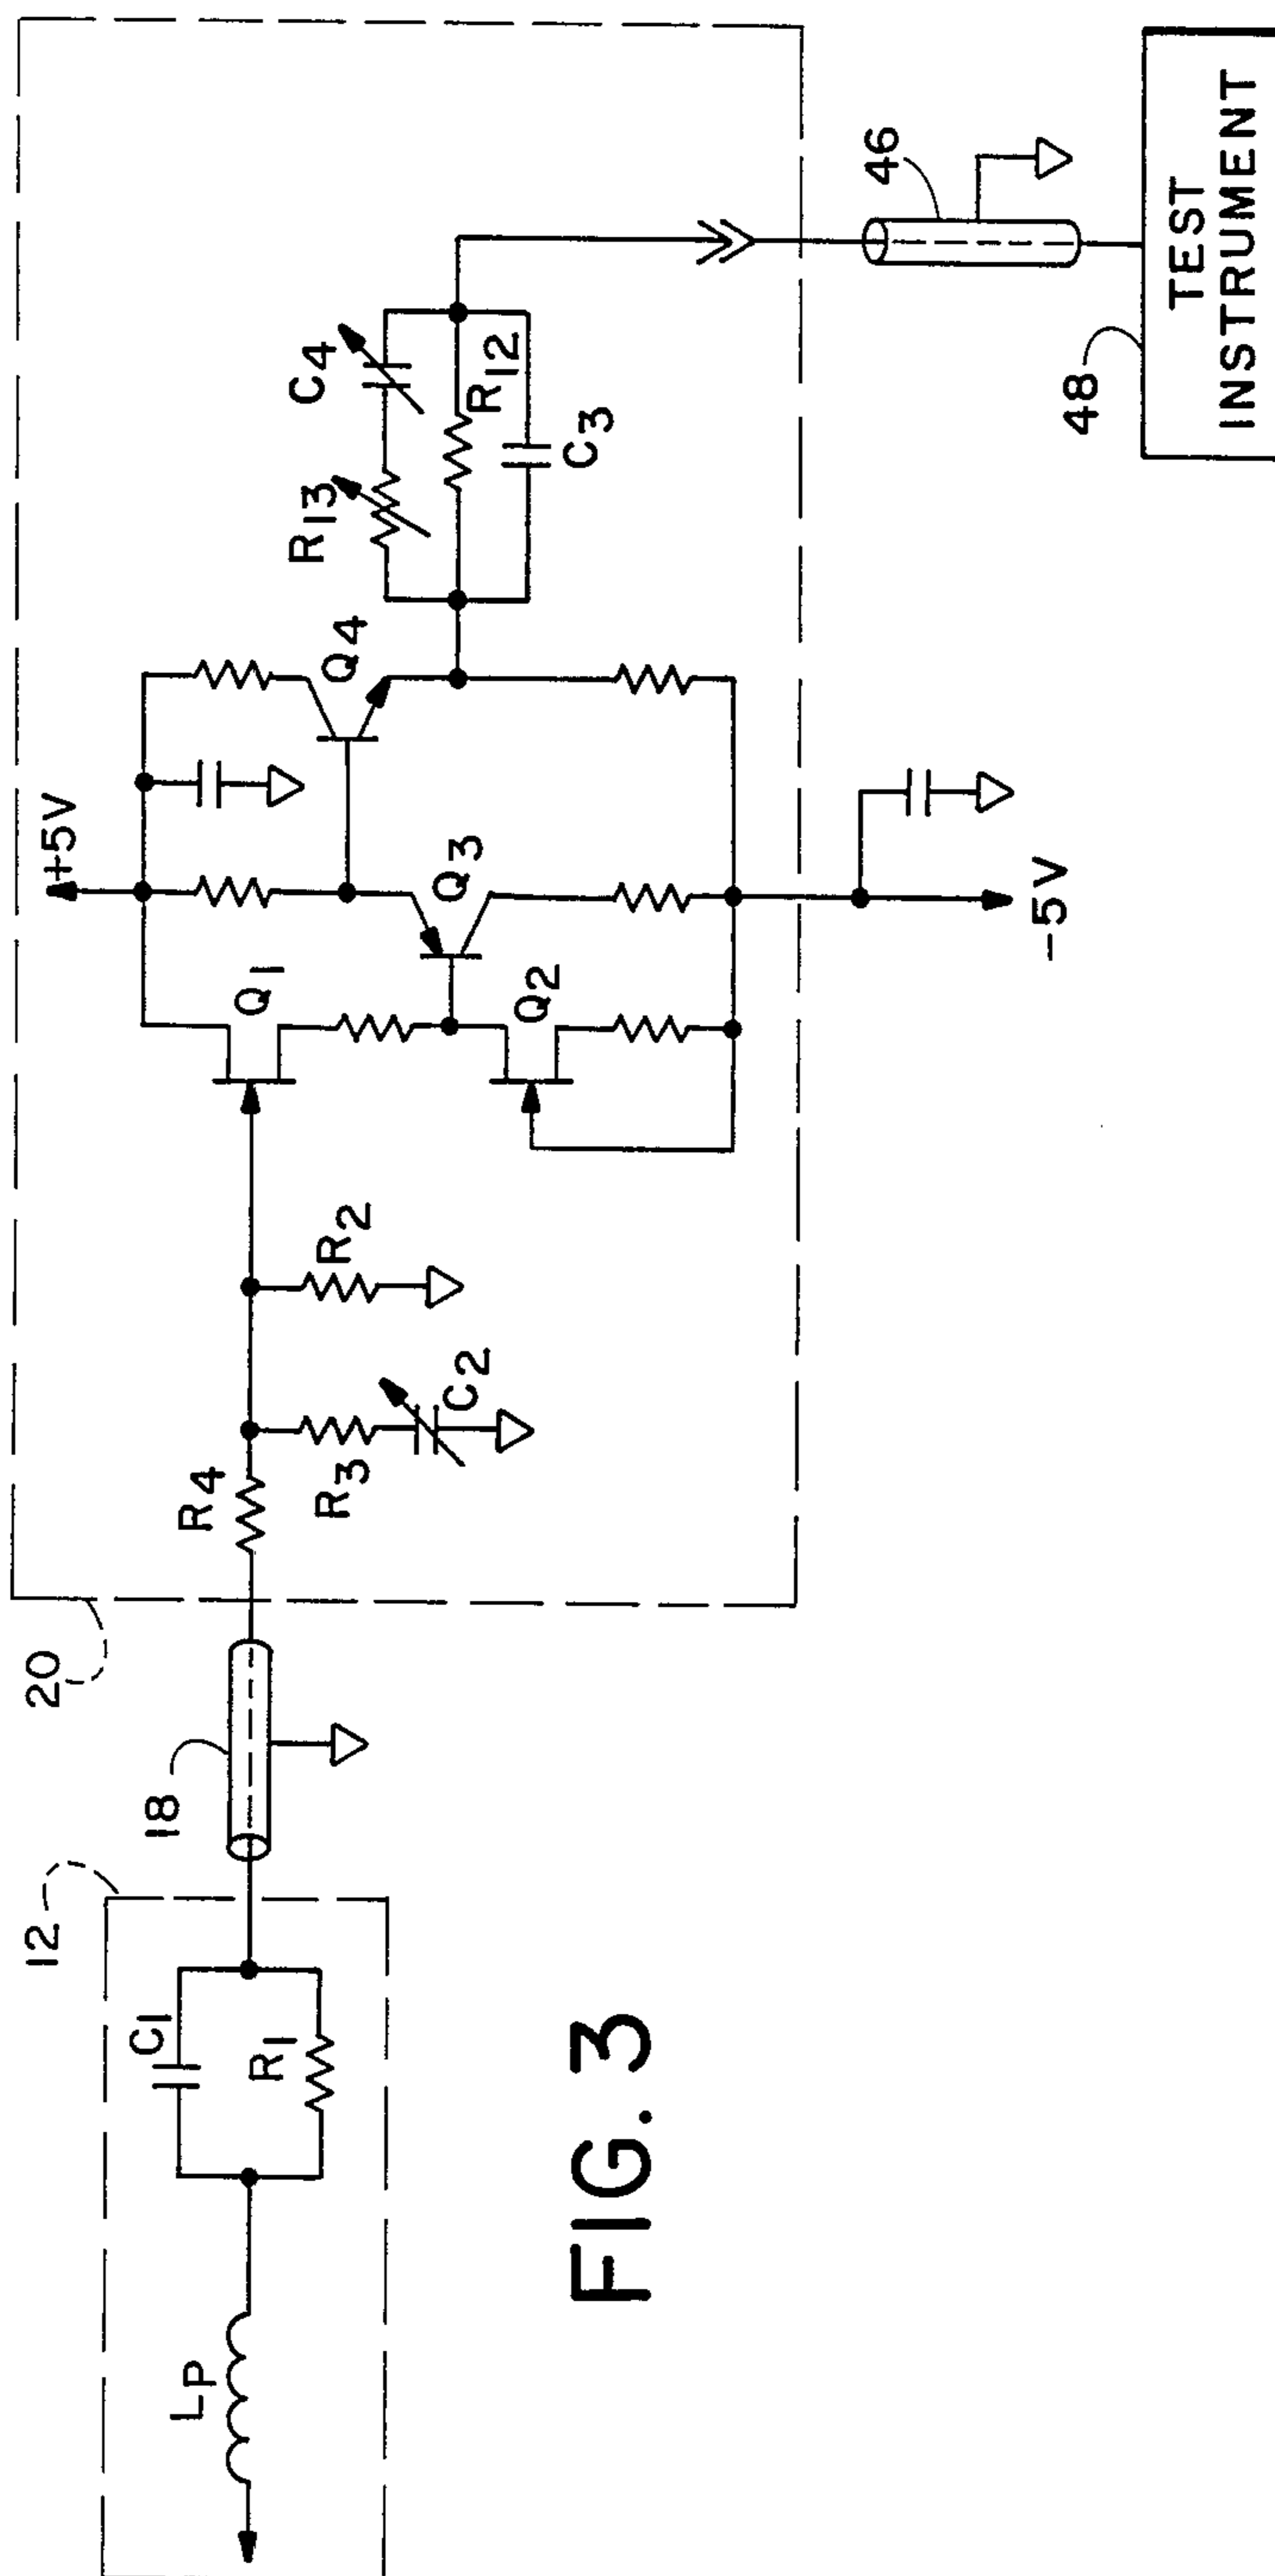 12
C1
R1
LP
18
20
R4
R3
C2
R2
Q1
Q2
Q3
Q4
+5V
-5V
R13
C4
R12
C3
46
48
TEST
INSTRUMENT
FIG. 3